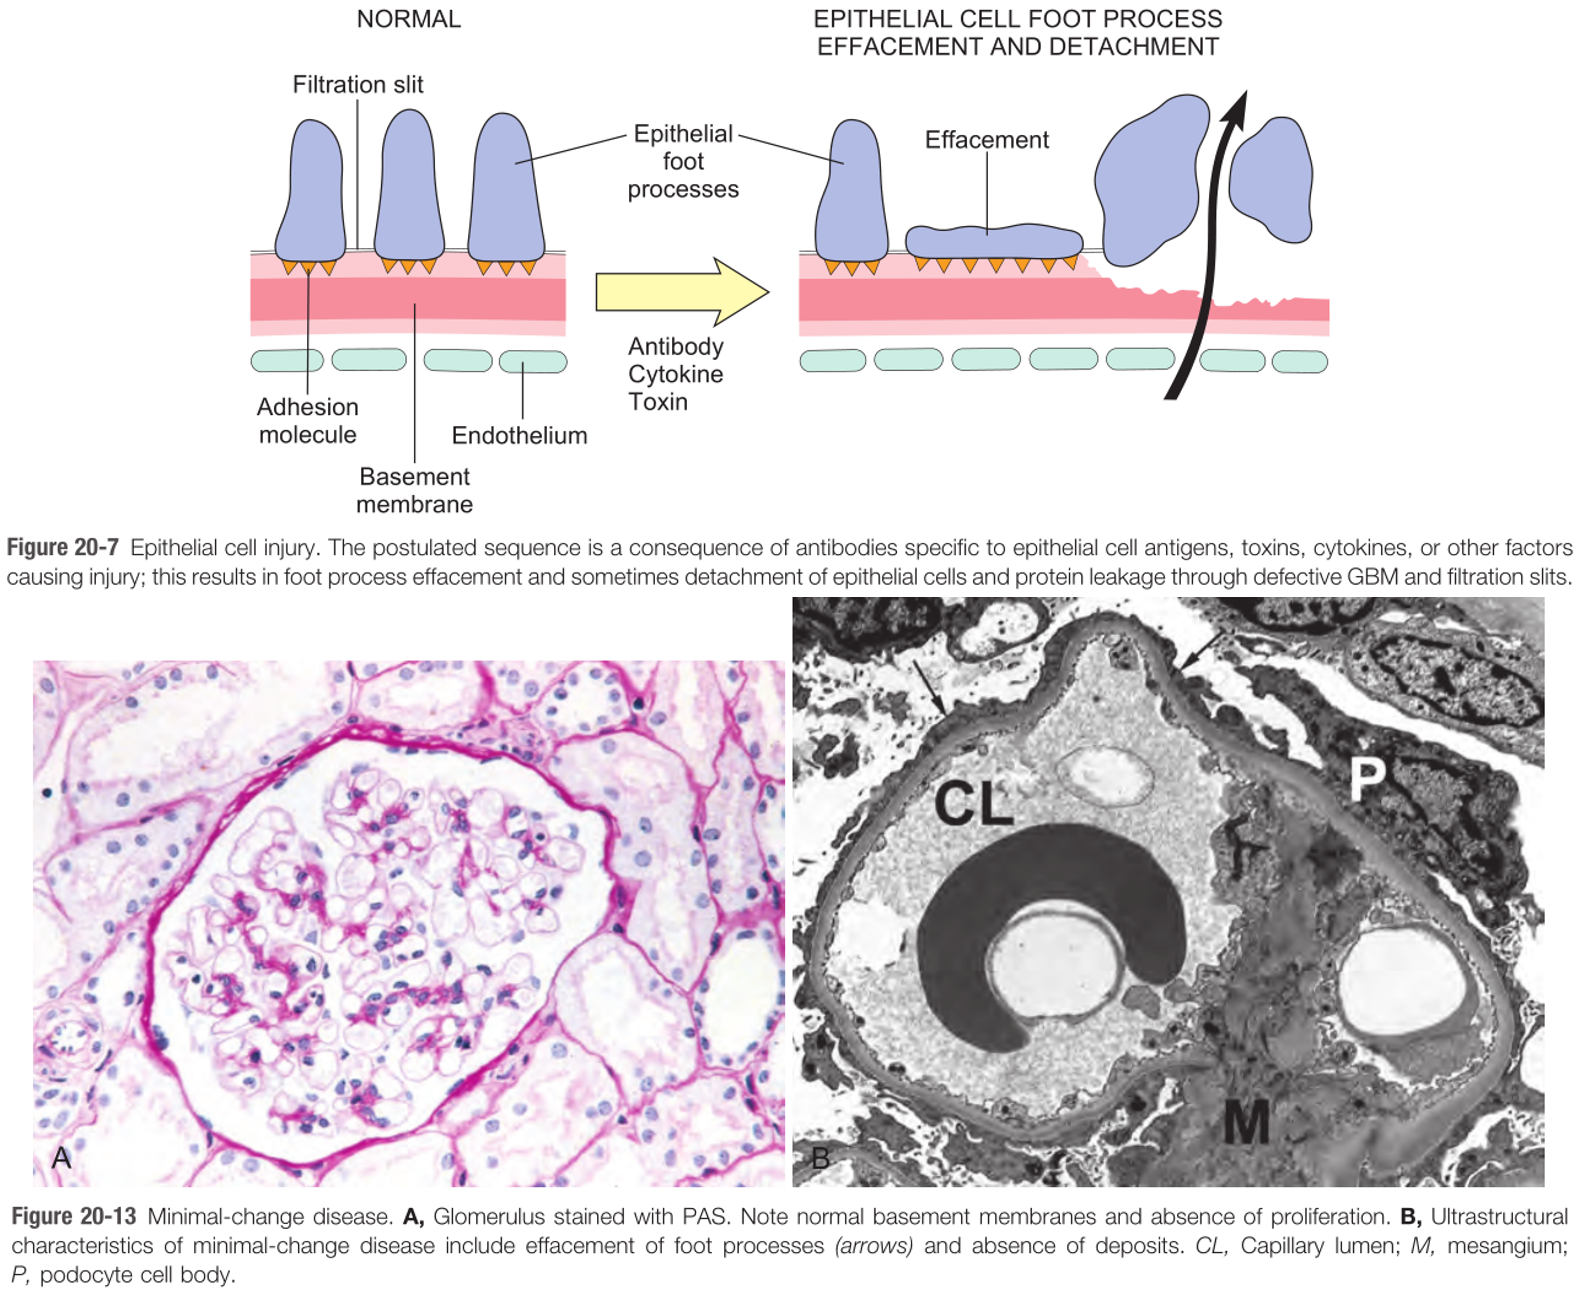 NORMAL
EPITHELIAL CELL FOOT PROCESS
EFFACEMENT AND DETACHMENT
Filtration slit
Epithelial
foot
processes
Effacement
Antibody
Cytokine
Toxin
Adhesion
molecule
Endothelium
Basement
membrane
Figure 20-7 Epithelial cell injury. The postulated sequence is a consequence of antibodies specific to epithelial cell antigens, toxins, cytokines, or other factors
causing injury; this results in foot process effacement and sometimes detachment of epithelial cells and protein leakage through defective GBM and filtration slits.
CL
P
M
A
B
Figure 20-13 Minimal-change disease. A, Glomerulus stained with PAS. Note normal basement membranes and absence of proliferation. B, Ultrastructural
characteristics of minimal-change disease include effacement of foot processes (arrows) and absence of deposits. CL, Capillary lumen; M, mesangium;
P, podocyte cell body.